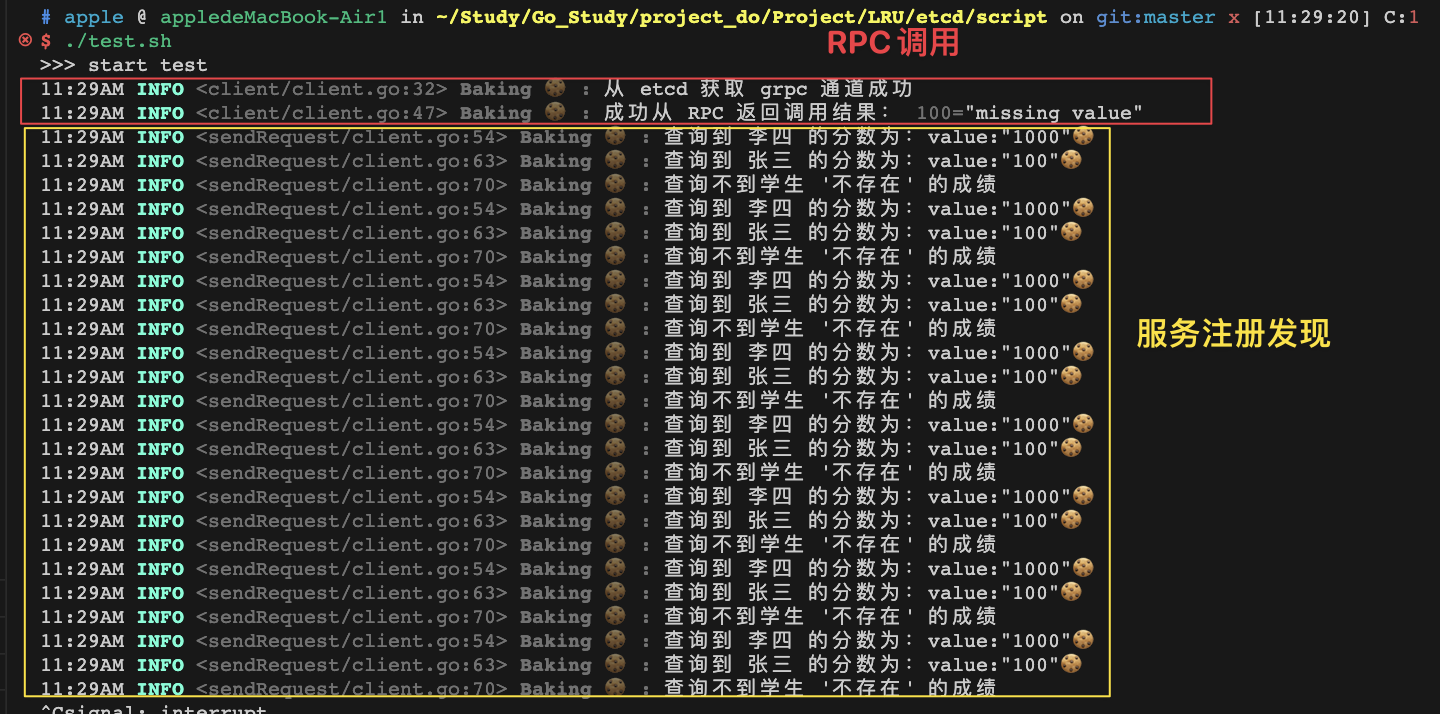 # apple @ appledeMacBook-Air1 in ~/Study/Go_Study/project_do/Project/LRU/etcd/script on git:master x [11:29:20] C:1
$ ./test.sh
RPC 调用
>>> start test
11:29AM INFO <client/client.go:32> Baking 🍪 : 从 etcd 获取 grpc 通道成功
11:29AM INFO <client/client.go:47> Baking 🍪 : 成功从 RPC 返回调用结果： 100="missing value"
11:29AM INFO <sendRequest/client.go:54> Baking 🍪 : 查询到 李四 的分数为：value:"1000"🍪
11:29AM INFO <sendRequest/client.go:63> Baking 🍪 : 查询到 张三 的分数为：value:"100"🍪
11:29AM INFO <sendRequest/client.go:70> Baking 🍪 : 查询不到学生 '不存在' 的成绩
11:29AM INFO <sendRequest/client.go:54> Baking 🍪 : 查询到 李四 的分数为：value:"1000"🍪
11:29AM INFO <sendRequest/client.go:63> Baking 🍪 : 查询到 张三 的分数为：value:"100"🍪
11:29AM INFO <sendRequest/client.go:70> Baking 🍪 : 查询不到学生 '不存在' 的成绩
11:29AM INFO <sendRequest/client.go:54> Baking 🍪 : 查询到 李四 的分数为：value:"1000"🍪
11:29AM INFO <sendRequest/client.go:63> Baking 🍪 : 查询到 张三 的分数为：value:"100"🍪
11:29AM INFO <sendRequest/client.go:70> Baking 🍪 : 查询不到学生 '不存在' 的成绩
服务注册发现
11:29AM INFO <sendRequest/client.go:54> Baking 🍪 : 查询到 李四 的分数为：value:"1000"🍪
11:29AM INFO <sendRequest/client.go:63> Baking 🍪 : 查询到 张三 的分数为：value:"100"🍪
11:29AM INFO <sendRequest/client.go:70> Baking 🍪 : 查询不到学生 '不存在' 的成绩
11:29AM INFO <sendRequest/client.go:54> Baking 🍪 : 查询到 李四 的分数为：value:"1000"🍪
11:29AM INFO <sendRequest/client.go:63> Baking 🍪 : 查询到 张三 的分数为：value:"100"🍪
11:29AM INFO <sendRequest/client.go:70> Baking 🍪 : 查询不到学生 '不存在' 的成绩
11:29AM INFO <sendRequest/client.go:54> Baking 🍪 : 查询到 李四 的分数为：value:"1000"🍪
11:29AM INFO <sendRequest/client.go:63> Baking 🍪 : 查询到 张三 的分数为：value:"100"🍪
11:29AM INFO <sendRequest/client.go:70> Baking 🍪 : 查询不到学生 '不存在' 的成绩
11:29AM INFO <sendRequest/client.go:54> Baking 🍪 : 查询到 李四 的分数为：value:"1000"🍪
11:29AM INFO <sendRequest/client.go:63> Baking 🍪 : 查询到 张三 的分数为：value:"100"🍪
11:29AM INFO <sendRequest/client.go:70> Baking 🍪 : 查询不到学生 '不存在' 的成绩
11:29AM INFO <sendRequest/client.go:54> Baking 🍪 : 查询到 李四 的分数为：value:"1000"🍪
11:29AM INFO <sendRequest/client.go:63> Baking 🍪 : 查询到 张三 的分数为：value:"100"🍪
11:29AM INFO <sendRequest/client.go:70> Baking 🍪 : 查询不到学生 '不存在' 的成绩
^Csignal: interrupt